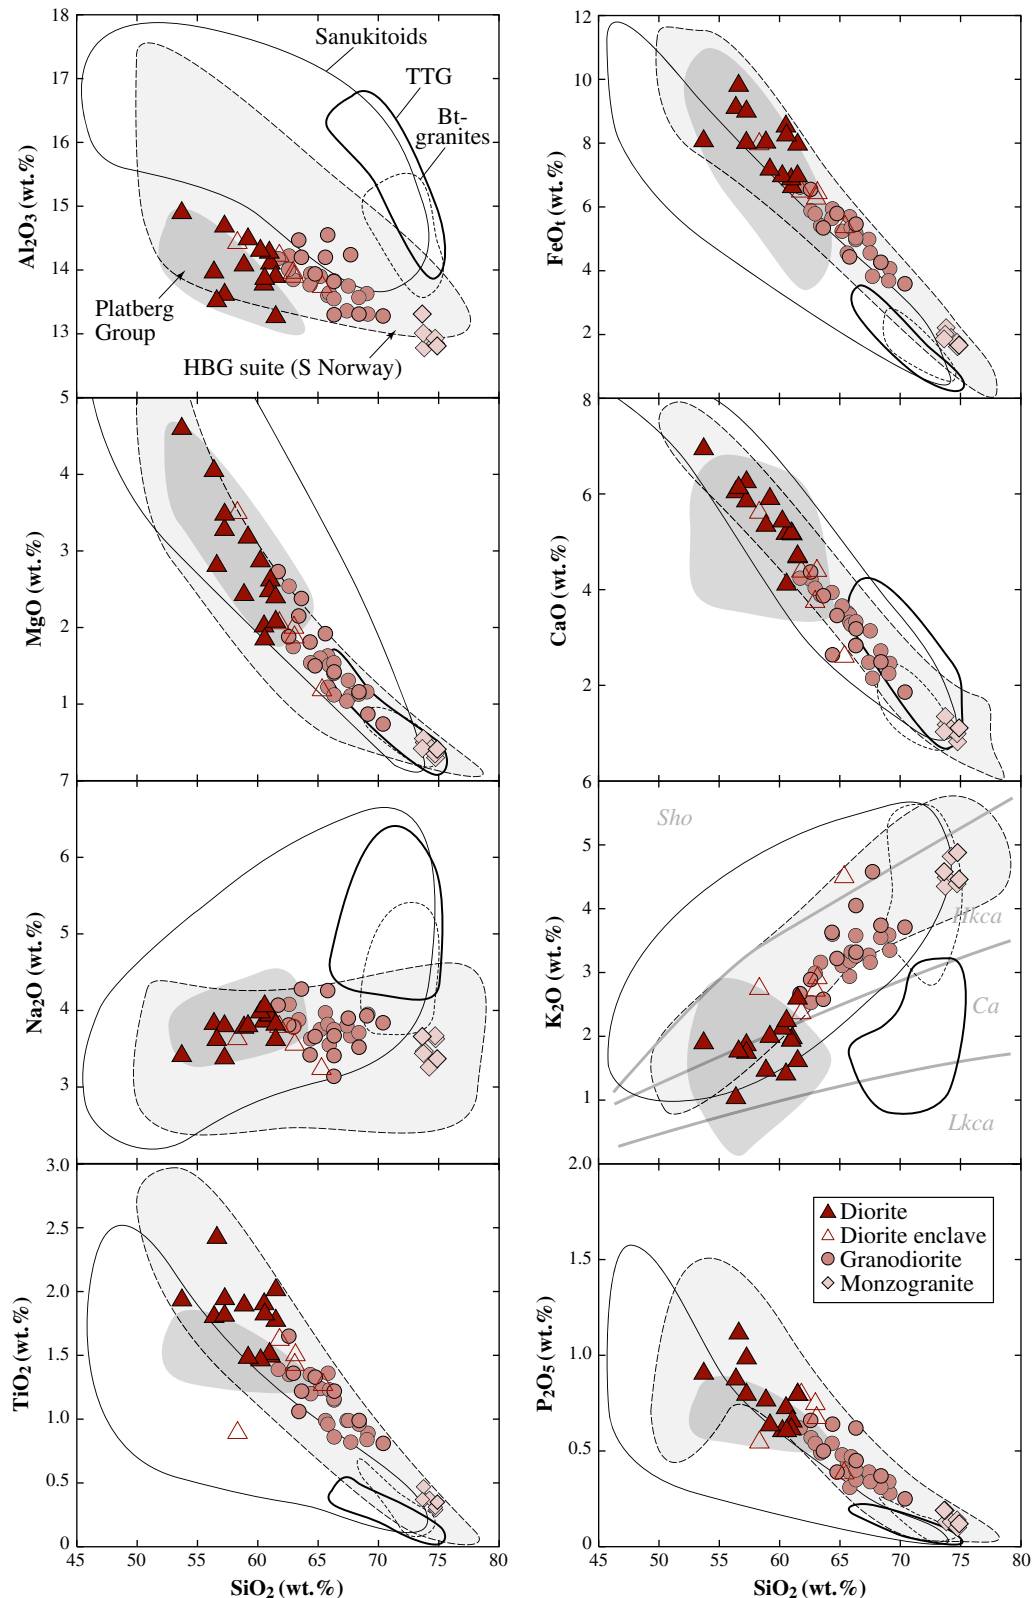 18
17
16
15
14
13
5
Al₂O₃ (wt.%)
Sanukitoids
TTG
Bt-
granites
Platberg
Group
HBG suite (S Norway)
12
10
8
6
4
2
8
FeOₜ (wt.%)
4
3
2
1
7
MgO (wt.%)
6
4
2
6
CaO (wt.%)
6
5
4
3
3.0
Na₂O (wt.%)
5
4
3
2
1
2.0
K₂O (wt.%)
Sho
Hkca
Ca
Lkca
2.5
2.0
1.5
1.0
0.5
0
TiO₂ (wt.%)
45 50 55 60 65 70 75 80
SiO₂ (wt.%)
1.5
1.0
0.5
0
P₂O₅ (wt.%)
Diorite
Diorite enclave
Granodiorite
Monzogranite
45 50 55 60 65 70 75 80
SiO₂ (wt.%)